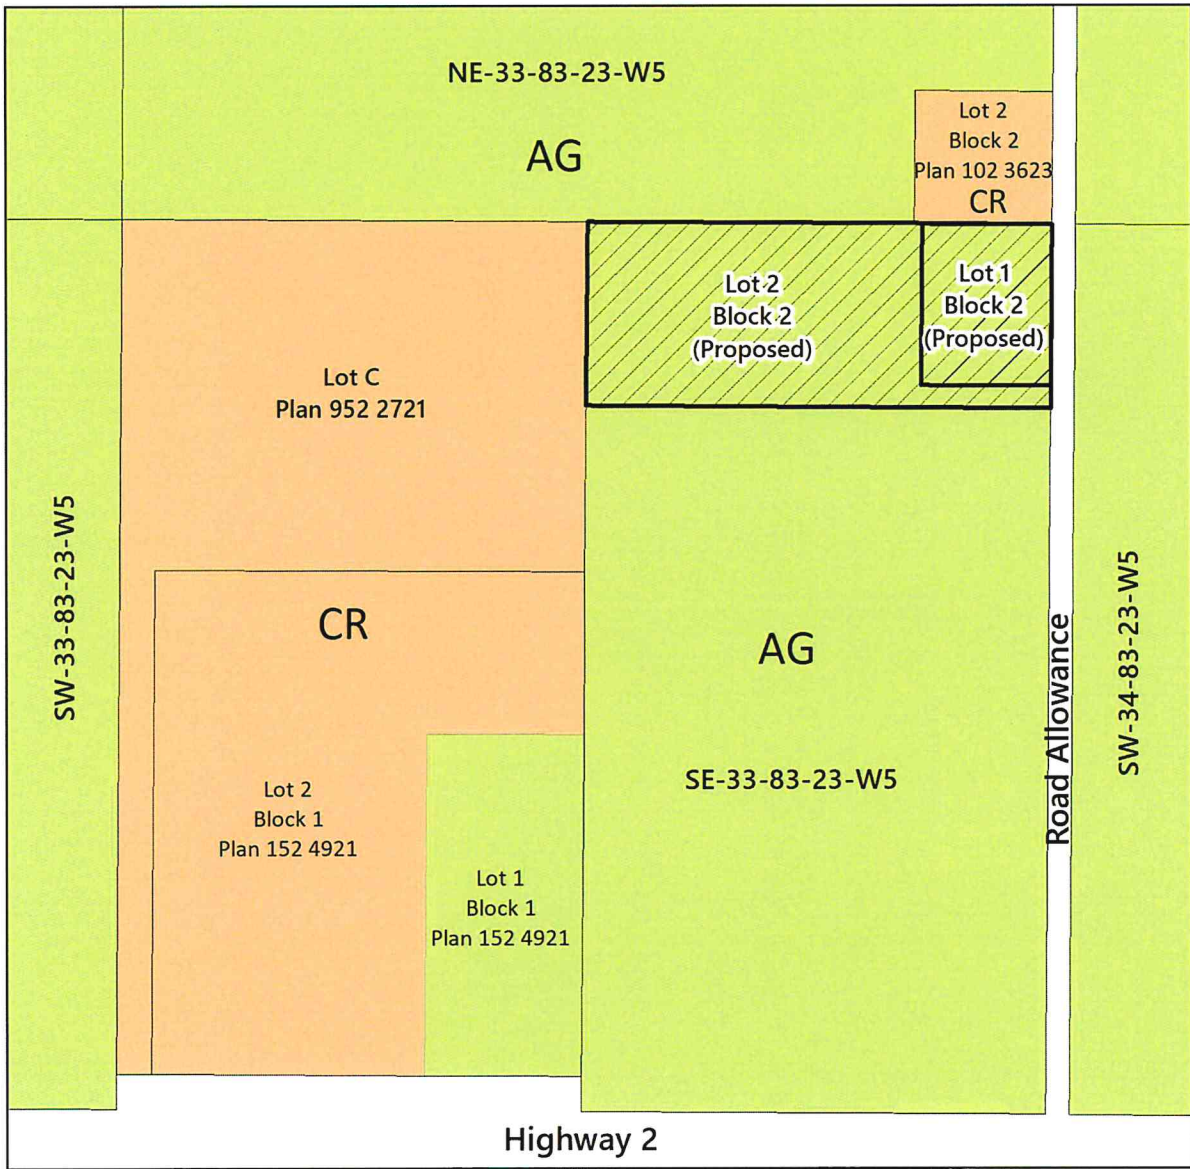 NE-33-83-23-W5
AG
Lot 2
Block 2
Plan 102 3623
CR
Lot 2
Block 2
(Proposed)
Lot 1
Block 2
(Proposed)
Lot C
Plan 952 2721
SW-33-83-23-W5
CR
AG
SE-33-83-23-W5
Road Allowance
SW-34-83-23-W5
Lot 2
Block 1
Plan 152 4921
Lot 1
Block 1
Plan 152 4921
Highway 2